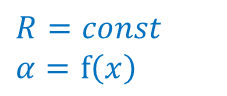 R = const
α = f(x)